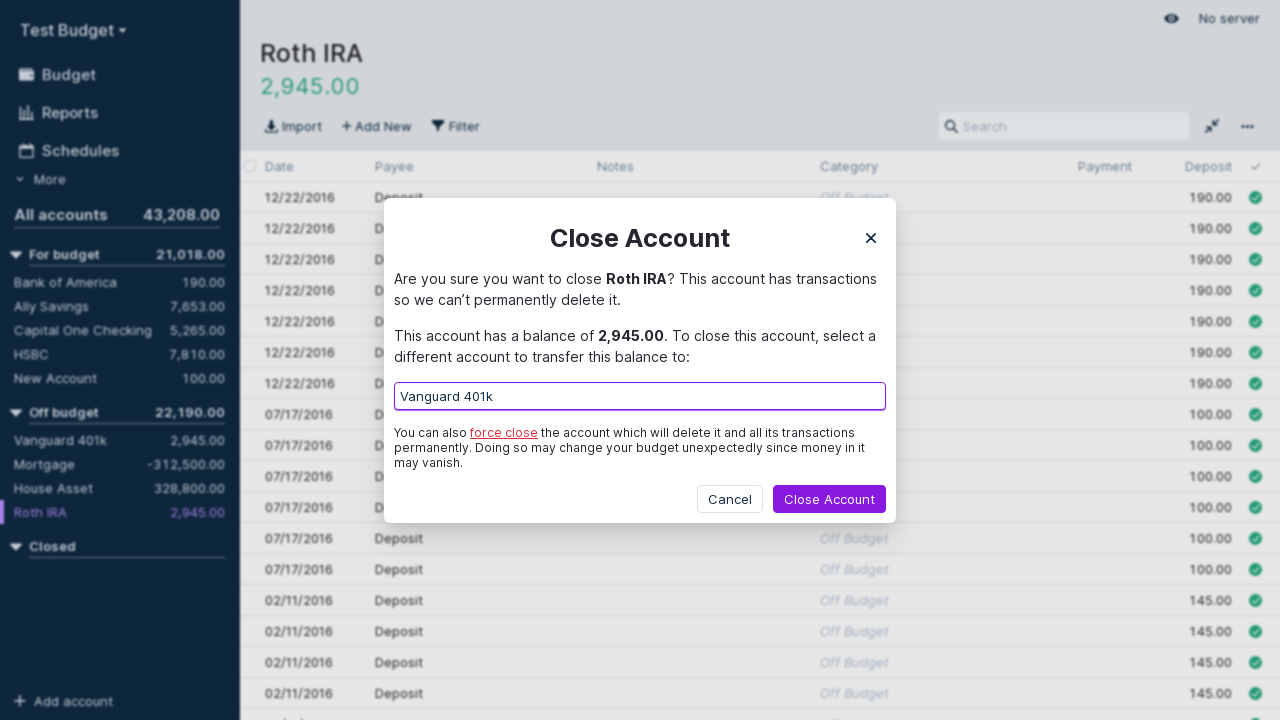 Test Budget
Budget
Reports
Schedules
More
All accounts 43,208.00
For budget 21,018.00
Bank of America 190.00
Ally Savings 7,653.00
Capital One Checking 5,265.00
HSBC 7,810.00
New Account 100.00
Off budget 22,190.00
Vanguard 401k 2,945.00
Mortgage -312,500.00
House Asset 328,800.00
Roth IRA 2,945.00
Closed
Add account
No server
Roth IRA
2,945.00
Import Add New Filter Search
Date Payee Notes Category Payment Deposit
12/22/2016 Deposit Off Budget 190.00
12/22/2016 190.00
12/22/2016 190.00
12/22/2016 190.00
12/22/2016 190.00
12/22/2016 190.00
12/22/2016 190.00
07/17/2016 100.00
07/17/2016 100.00
07/17/2016 100.00
07/17/2016 100.00
07/17/2016 Deposit Off Budget 100.00
07/17/2016 Deposit Off Budget 100.00
02/11/2016 Deposit Off Budget 145.00
02/11/2016 Deposit Off Budget 145.00
02/11/2016 Deposit Off Budget 145.00
02/11/2016 Deposit Off Budget 145.00
Close Account
Are you sure you want to close Roth IRA? This account has transactions
so we can’t permanently delete it.
This account has a balance of 2,945.00. To close this account, select a
different account to transfer this balance to:
Vanguard 401k
You can also force close the account which will delete it and all its transactions
permanently. Doing so may change your budget unexpectedly since money in it
may vanish.
Cancel Close Account